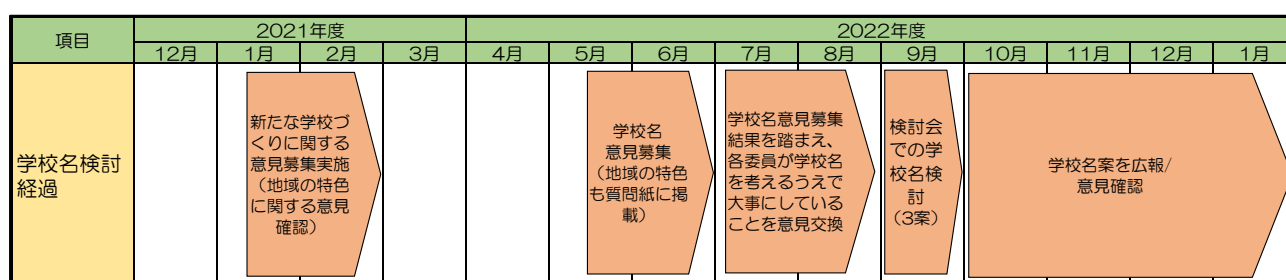 項目
2021年度
2022年度
12月 1月 2月 3月 4月 5月 6月 7月 8月 9月 10月 11月 12月 1月
学校名検討
経過
新たな学校づ
くりに関する
意見募集実施
（地域の特色
に関する意見
確認）
学校名
意見募集
（地域の特色
も質問紙に掲
載）
学校名意見募集
結果を踏まえ、
各委員が学校名
を考えるうえで
大事にしている
ことを意見交換
検討会
での学
校名検
討
（3案）
学校名案を広報/
意見確認